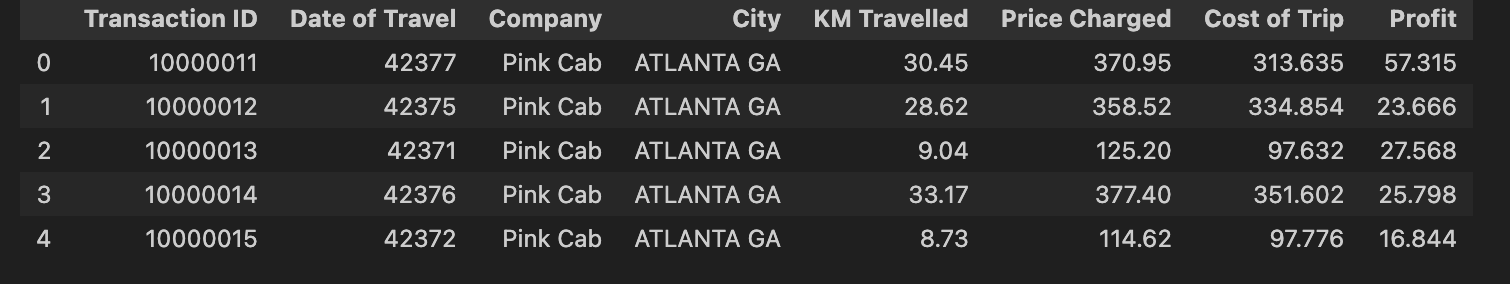 Transaction ID Date of Travel Company City KM Travelled Price Charged Cost of Trip Profit
0 10000011 42377 Pink Cab ATLANTA GA 30.45 370.95 313.635 57.315
1 10000012 42375 Pink Cab ATLANTA GA 28.62 358.52 334.854 23.666
2 10000013 42371 Pink Cab ATLANTA GA 9.04 125.20 97.632 27.568
3 10000014 42376 Pink Cab ATLANTA GA 33.17 377.40 351.602 25.798
4 10000015 42372 Pink Cab ATLANTA GA 8.73 114.62 97.776 16.844